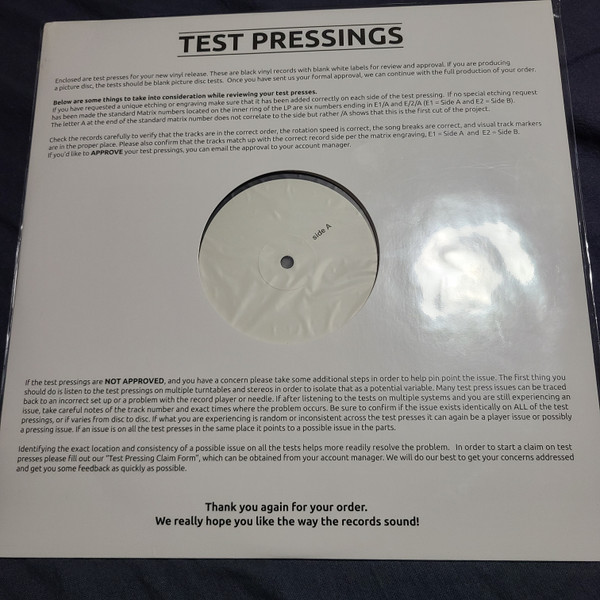 TEST PRESSINGS
Enclosed are test presses for your new vinyl release. These are black vinyl records with blank white labels for review and approval. If you are producing
a picture disc, the tests should be blank picture disc tests. Once you have sent us your formal approval, we can continue with the full production of your order.
Below are some things to take into consideration while reviewing your test presses.
If you have requested a unique etching or engraving make sure that it has been added correctly on each side of the test pressing. If no special etching request
has been made the standard Matrix numbers located on the inner ring of the LP are six numbers ending in E1/A and E/2/A (E1 = Side A and E2 = Side B).
The letter A at the end of the standard matrix number does not correlate to the side but rather /A shows that this is the first cut of the project.
Check the records carefully to verify that the tracks are in the correct order, the rotation speed is correct, the song breaks are correct, and visual track markers
are in the proper place. Please also confirm that the tracks match up with the correct record side per the matrix engraving, E1 = Side A and E2 = Side B.
If you'd like to APPROVE your test pressings, you can email the approval to your account manager.
side A
If the test pressings are NOT APPROVED, and you have a concern please take some additional steps in order to help pin point the issue. The first thing you
should do is listen to the test pressings on multiple turntables and stereos in order to isolate that as a potential variable. Many test press issues can be traced
back to an incorrect set up or a problem with the record player or needle. If after listening to the tests on multiple systems and you are still experiencing an
issue, take careful notes of the track number and exact times where the problem occurs. Be sure to confirm if the issue exists identically on ALL of the test
pressings, or if varies from disc to disc. If what you are experiencing is random or inconsistent across the test presses it can again be a player issue or possibly
a pressing issue. If an issue is on all the test presses in the same place it points to a possible issue in the parts.
Identifying the exact location and consistency of a possible issue on all the tests helps more readily resolve the problem. In order to start a claim on test
presses please fill out our "Test Pressing Claim Form", which can be obtained from your account manager. We will do our best to get your concerns addressed
and get you some feedback as quickly as possible.
Thank you again for your order.
We really hope you like the way the records sound!